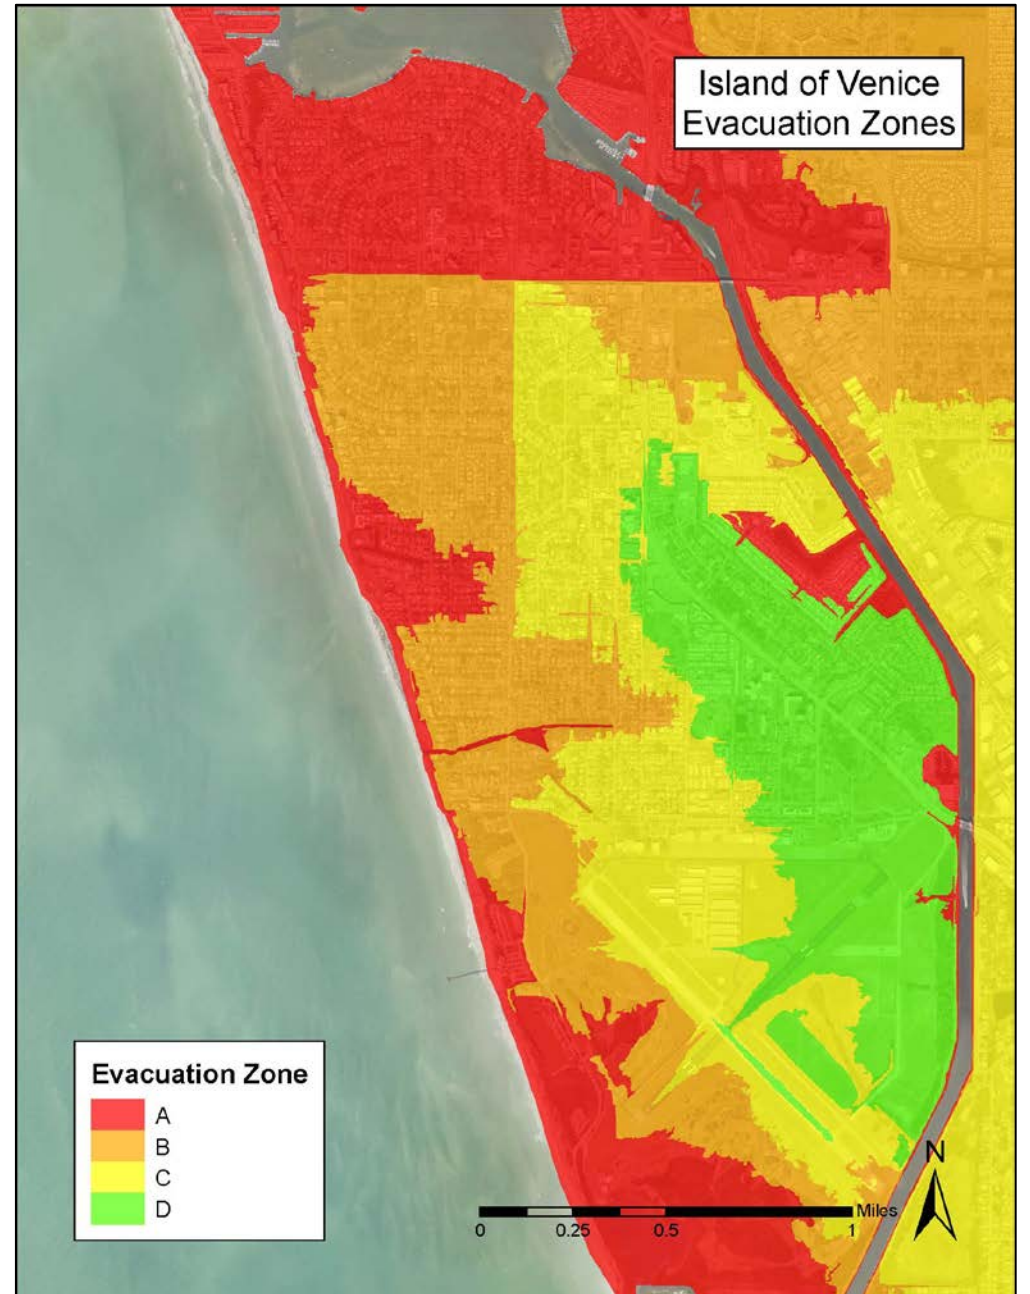 Island of Venice
Evacuation Zones
Evacuation Zone
A
B
C
D
N
Miles
0 0.25 0.5 1